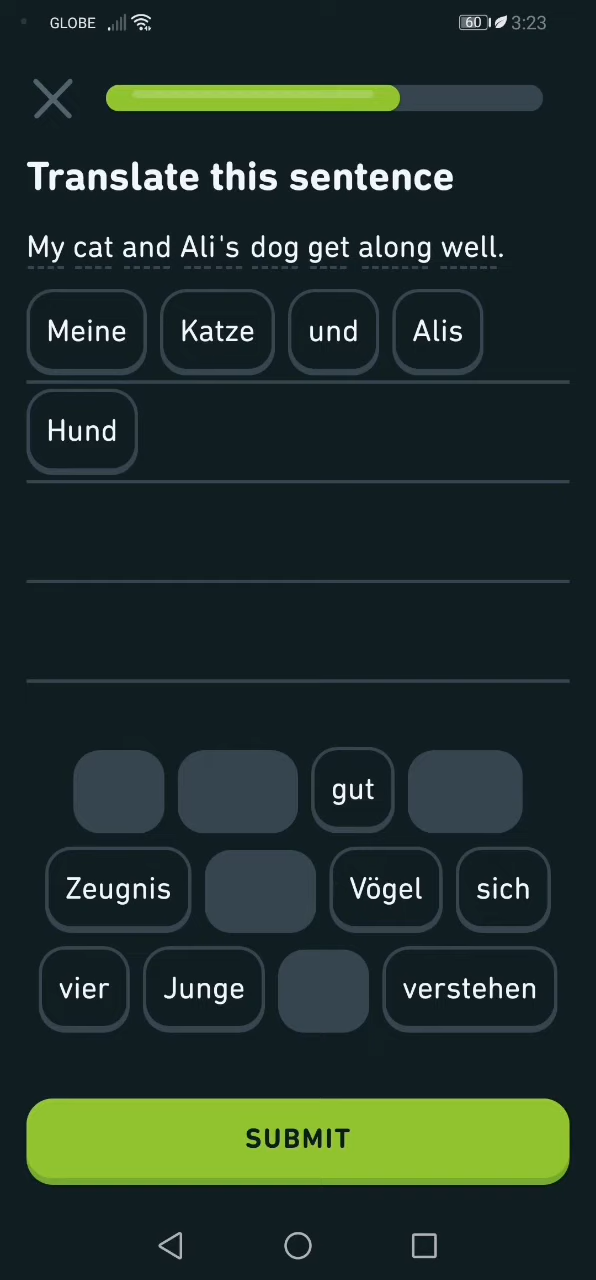 GLOBE 60 3:23
Translate this sentence
My cat and Ali's dog get along well.
Meine Katze und Alis
Hund
gut
Zeugnis Vögel sich
vier Junge verstehen
SUBMIT